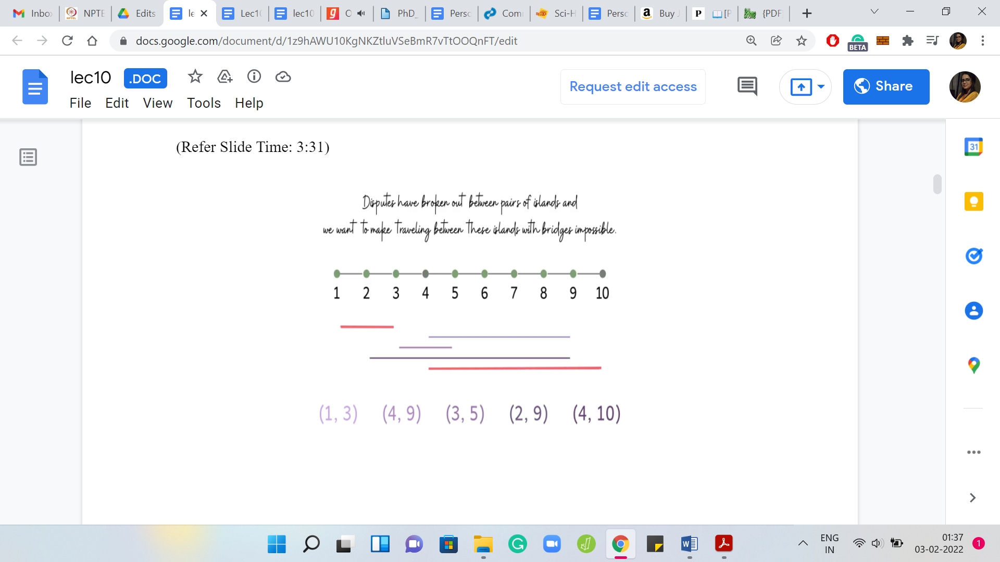 Inbo
NPTE
Edits
le
Lec1
lec10
O
PhD_
Perso
Com
Sci-H
Perso
Buy J
[P
{PDF
docs.google.com/document/d/1z9hAWU10KgNKZtluVSeBmR7vTtOOQnFT/edit
BETA
lec10 .DOC
Request edit access
Share
File Edit View Tools Help
31
(Refer Slide Time: 3:31)
Disputes have broken out between pairs of islands and
we want to make traveling between these islands with bridges impossible.
1 2 3 4 5 6 7 8 9 10
(1, 3) (4, 9) (3, 5) (2, 9) (4, 10)
ENG
IN
01:37
03-02-2022
1